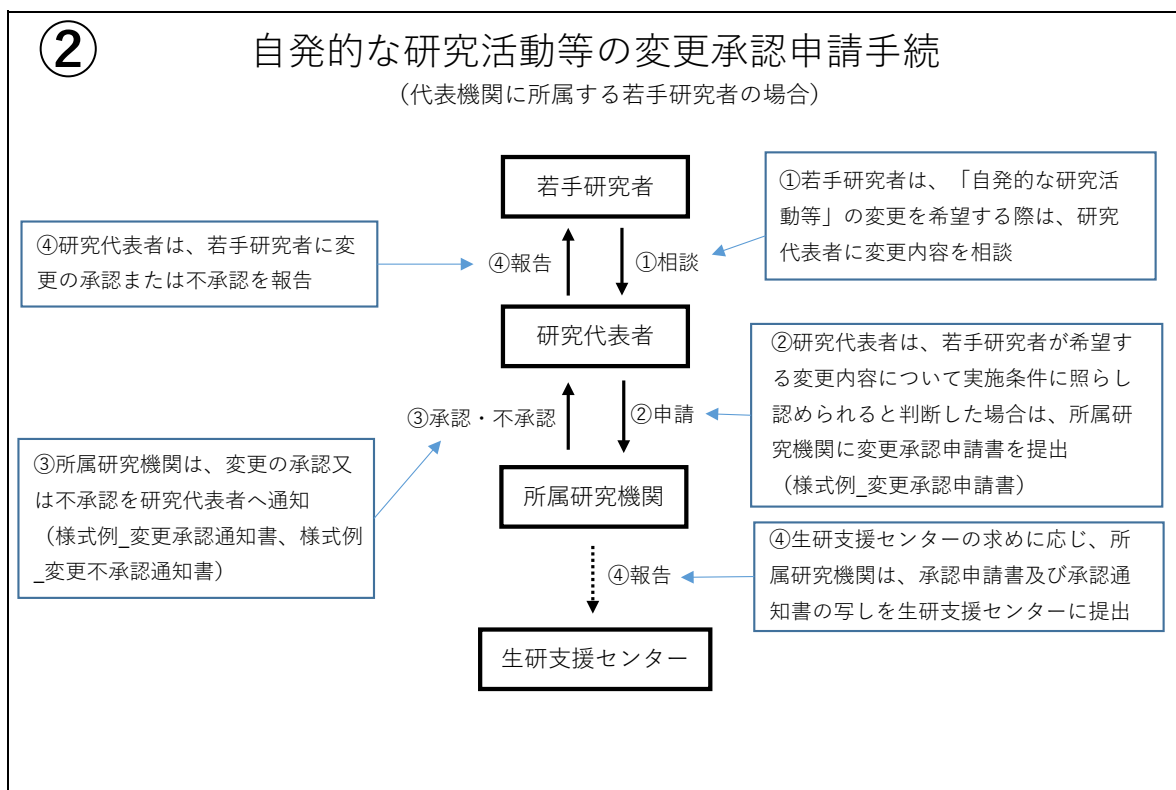 ②
自発的な研究活動等の変更承認申請手続
（代表機関に所属する若手研究者の場合）
若手研究者
①若手研究者は、「自発的な研究活
動等」の変更を希望する際は、研究
代表者に変更内容を相談
④研究代表者は、若手研究者に変
更の承認または不承認を報告
④報告
①相談
研究代表者
②研究代表者は、若手研究者が希望す
る変更内容について実施条件に照らし
認められると判断した場合は、所属研
究機関に変更承認申請書を提出
（様式例_変更承認申請書）
③承認・不承認
②申請
③所属研究機関は、変更の承認又
は不承認を研究代表者へ通知
（様式例_変更承認通知書、様式例
_変更不承認通知書）
所属研究機関
④生研支援センターの求めに応じ、所
属研究機関は、承認申請書及び承認通
知書の写しを生研支援センターに提出
④報告
生研支援センター